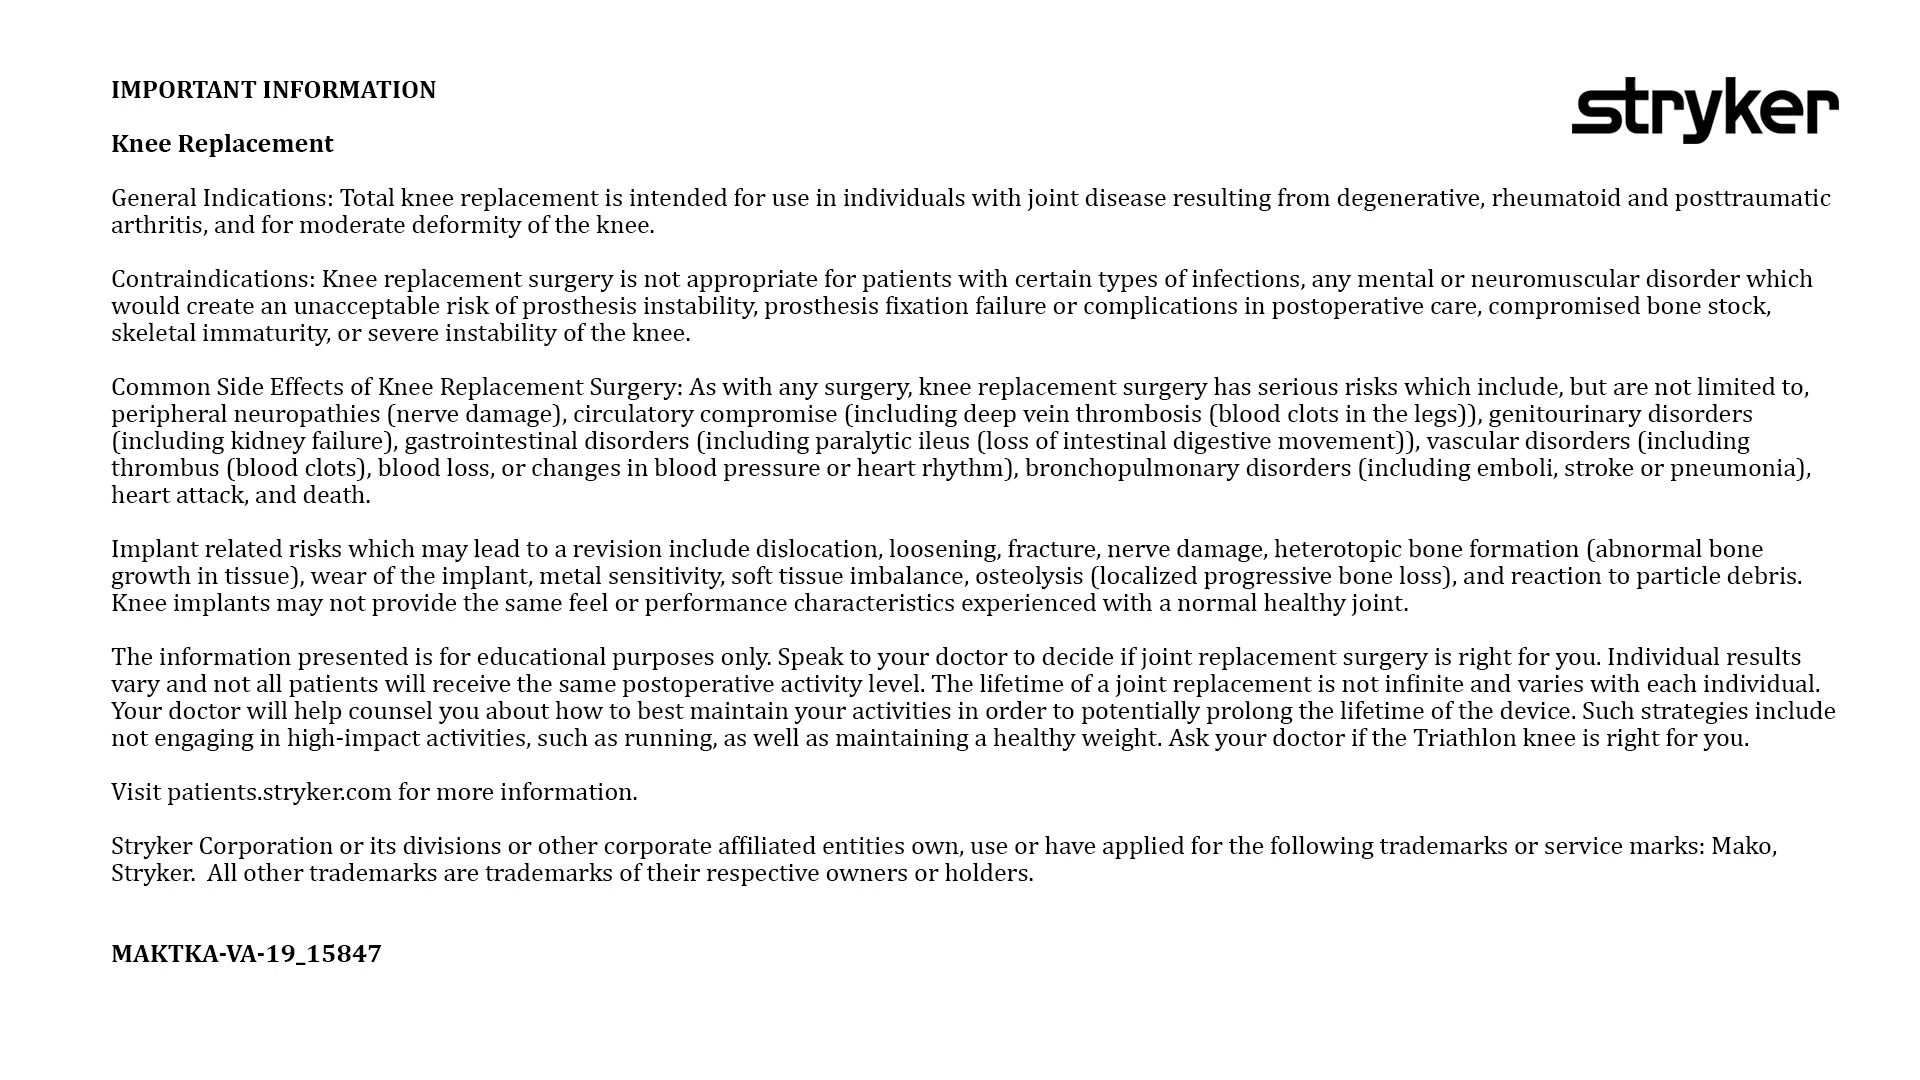 IMPORTANT INFORMATION
stryker
Knee Replacement
General Indications: Total knee replacement is intended for use in individuals with joint disease resulting from degenerative, rheumatoid and posttraumatic
arthritis, and for moderate deformity of the knee.
Contraindications: Knee replacement surgery is not appropriate for patients with certain types of infections, any mental or neuromuscular disorder which
would create an unacceptable risk of prosthesis instability, prosthesis fixation failure or complications in postoperative care, compromised bone stock,
skeletal immaturity, or severe instability of the knee.
Common Side Effects of Knee Replacement Surgery: As with any surgery, knee replacement surgery has serious risks which include, but are not limited to,
peripheral neuropathies (nerve damage), circulatory compromise (including deep vein thrombosis (blood clots in the legs)), genitourinary disorders
(including kidney failure), gastrointestinal disorders (including paralytic ileus (loss of intestinal digestive movement)), vascular disorders (including
thrombus (blood clots), blood loss, or changes in blood pressure or heart rhythm), bronchopulmonary disorders (including emboli, stroke or pneumonia),
heart attack, and death.
Implant related risks which may lead to a revision include dislocation, loosening, fracture, nerve damage, heterotopic bone formation (abnormal bone
growth in tissue), wear of the implant, metal sensitivity, soft tissue imbalance, osteolysis (localized progressive bone loss), and reaction to particle debris.
Knee implants may not provide the same feel or performance characteristics experienced with a normal healthy joint.
The information presented is for educational purposes only. Speak to your doctor to decide if joint replacement surgery is right for you. Individual results
vary and not all patients will receive the same postoperative activity level. The lifetime of a joint replacement is not infinite and varies with each individual.
Your doctor will help counsel you about how to best maintain your activities in order to potentially prolong the lifetime of the device. Such strategies include
not engaging in high-impact activities, such as running, as well as maintaining a healthy weight. Ask your doctor if the Triathlon knee is right for you.
Visit patients.stryker.com for more information.
Stryker Corporation or its divisions or other corporate affiliated entities own, use or have applied for the following trademarks or service marks: Mako,
Stryker.  All other trademarks are trademarks of their respective owners or holders.
MAKTKA-VA-19_15847